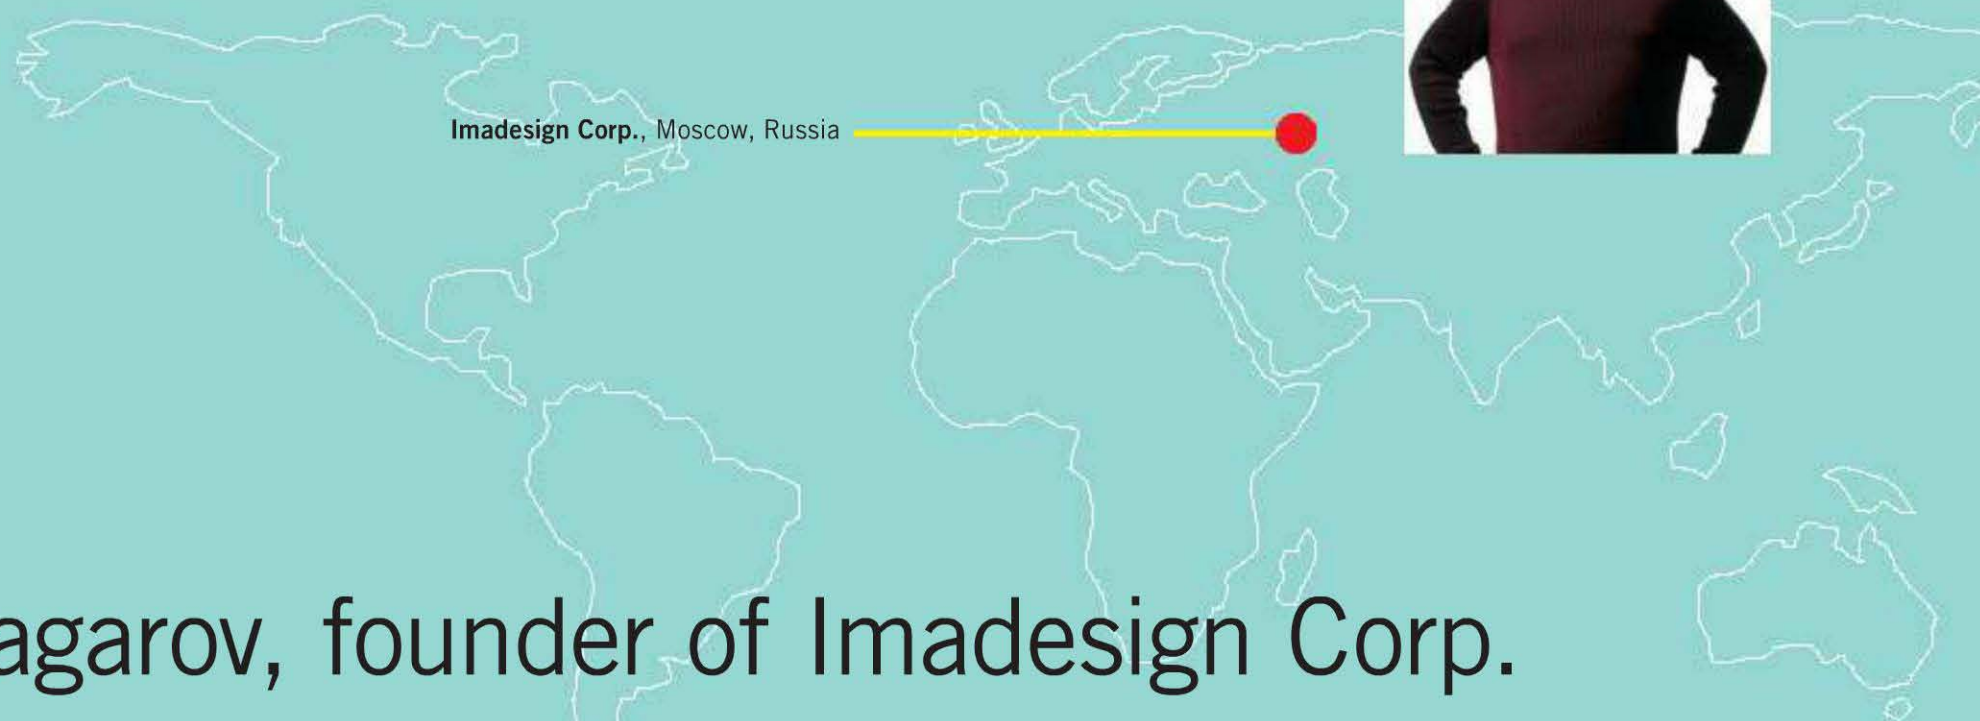 Imadesign Corp., Moscow, Russia
agarov, founder of Imadesign Corp.